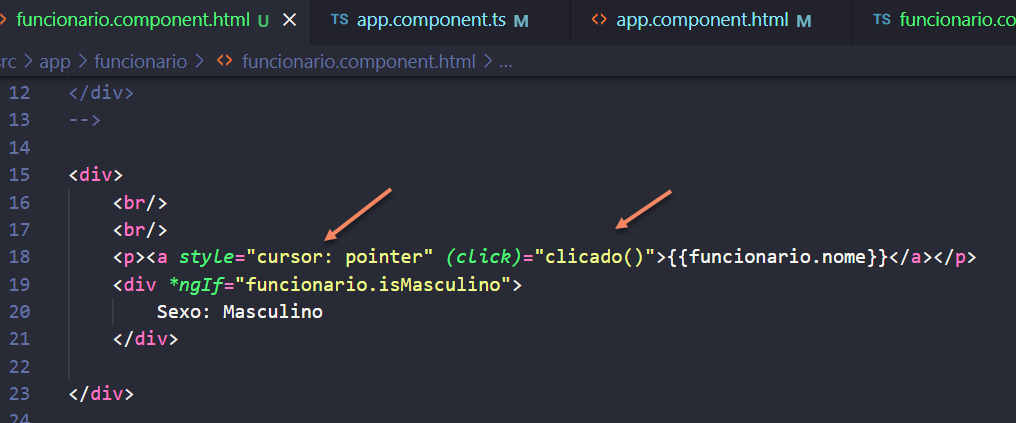 funcionario.component.html U
TS app.component.ts M
<> app.component.html M
TS funcionario.co
src > app > funcionario > <> funcionario.component.html > ...
12 </div>
13 -->
14
15 <div>
16 <br/>
17 <br/>
18 <p><a style="cursor: pointer" (click)="clicado()">{{funcionario.nome}}</a></p>
19 <div *ngIf="funcionario.isMasculino">
20 Sexo: Masculino
21 </div>
22
23 </div>
24